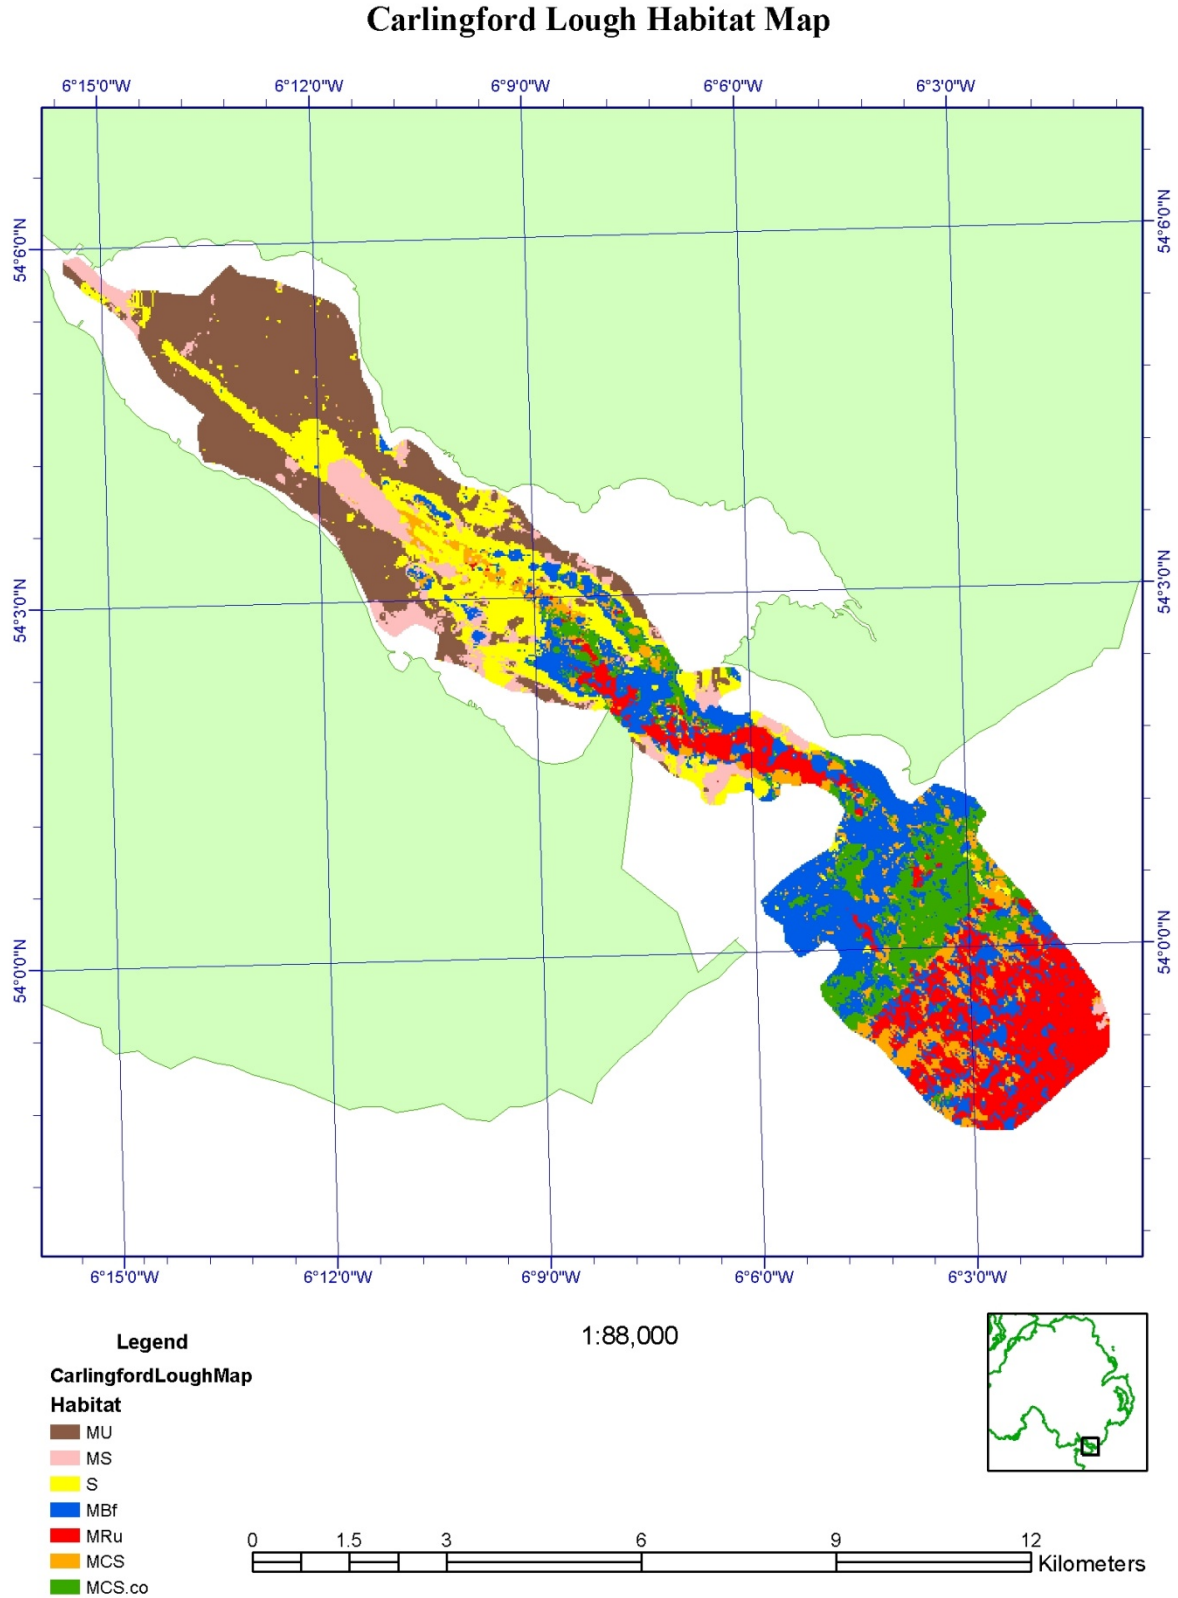 Carlingford Lough Habitat Map
6°15'0"W 6°12'0"W 6°9'0"W 6°6'0"W 6°3'0"W
54°6'0"N 54°6'0"N
54°3'0"N 54°3'0"N
54°0'0"N 54°0'0"N
6°15'0"W 6°12'0"W 6°9'0"W 6°6'0"W 6°3'0"W
1:88,000
Legend
CarlingfordLoughMap
Habitat
MU
MS
S
MBf
MRu
MCS
MCS.co
0 1.5 3 6 9 12
Kilometers